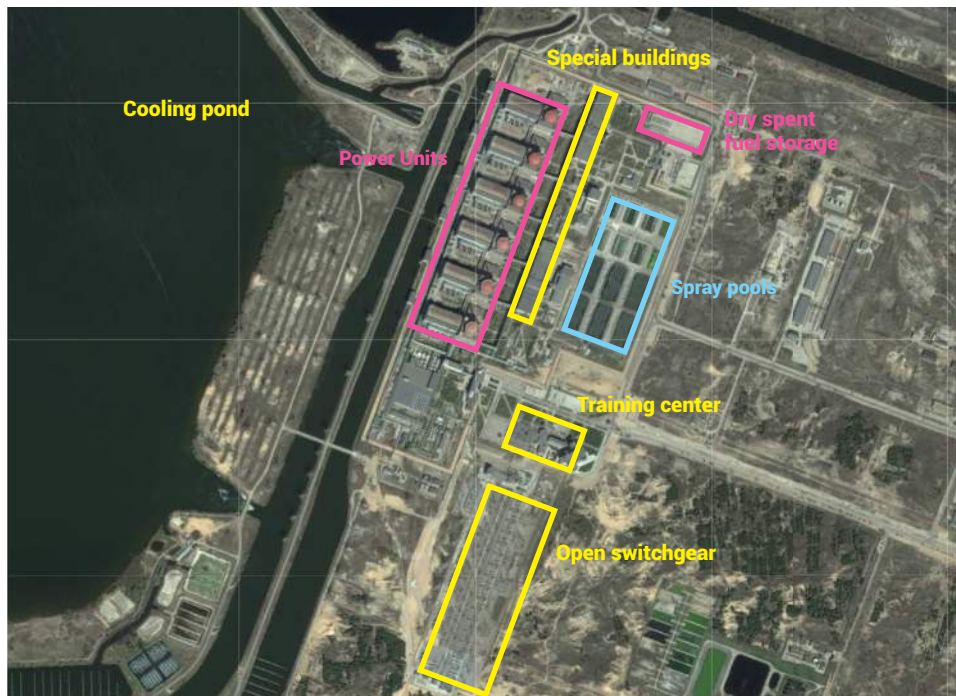 Special buildings
Cooling pond
Dry spent
fuel storage
Power Units
Spray pools
Training center
Open switchgear